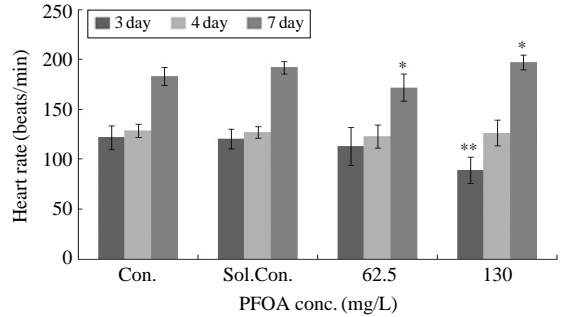 3 day 4 day 7 day
Heart rate (beats/min)
250
200
150
100
50
0
*
**
*
Con. Sol.Con. 62.5 130
PFOA conc. (mg/L)